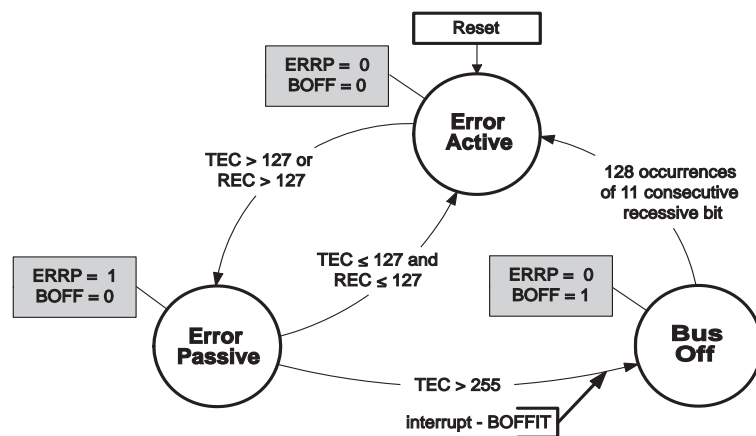 Reset
ERRP = 0
BOFF = 0
Error
Active
TEC > 127 or
REC > 127
128 occurrences
of 11 consecutive
recessive bit
TEC ≤ 127 and
REC ≤ 127
ERRP = 1
BOFF = 0
ERRP = 0
BOFF = 1
Error
Passive
Bus
Off
TEC > 255
interrupt - BOFFIT